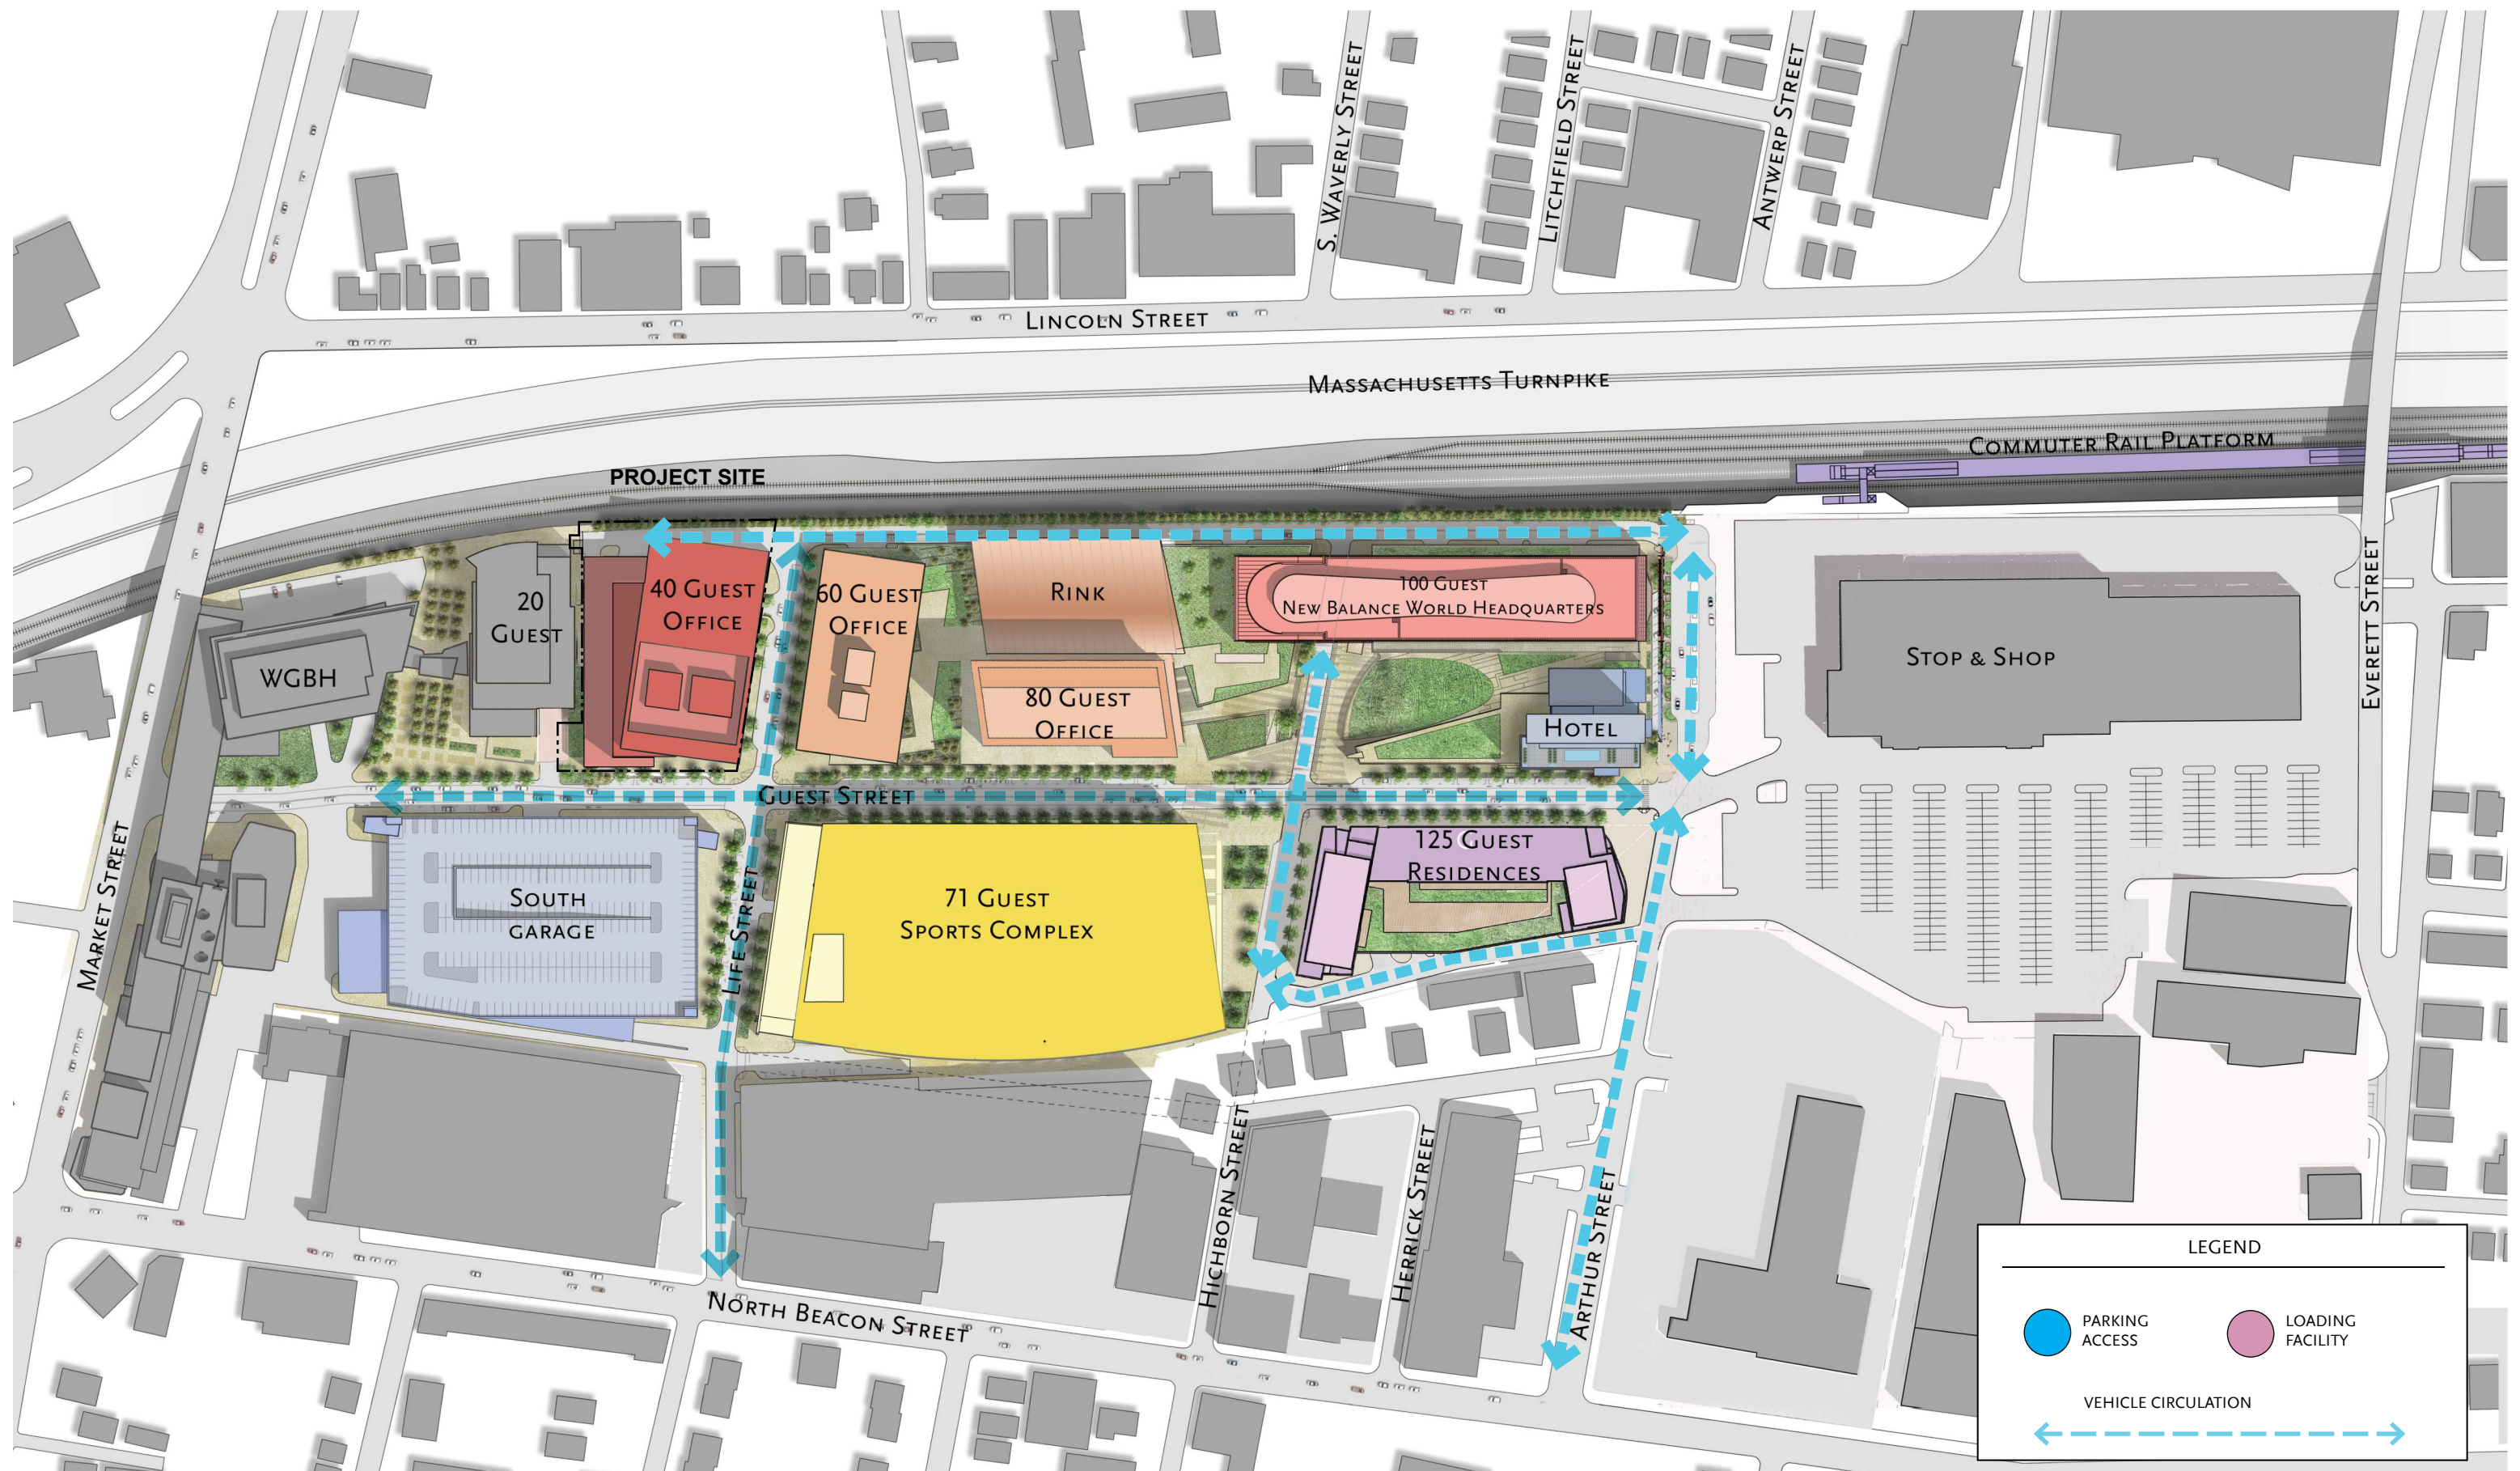 S. Waverly Street
Litchfield Street
Antwerp Street
Lincoln Street
Massachusetts Turnpike
Commuter Rail Platform
PROJECT SITE
Everett Street
20
Guest
40 Guest
Office
60 Guest
Office
Rink
100 Guest
New Balance World Headquarters
WGBH
80 Guest
Office
Hotel
Stop & Shop
Guest Street
Market Street
South
Garage
Life Street
71 Guest
Sports Complex
125 Guest
Residences
Hichborn Street
Herrick Street
Arthur Street
North Beacon Street
LEGEND
PARKING
ACCESS
LOADING
FACILITY
VEHICLE CIRCULATION